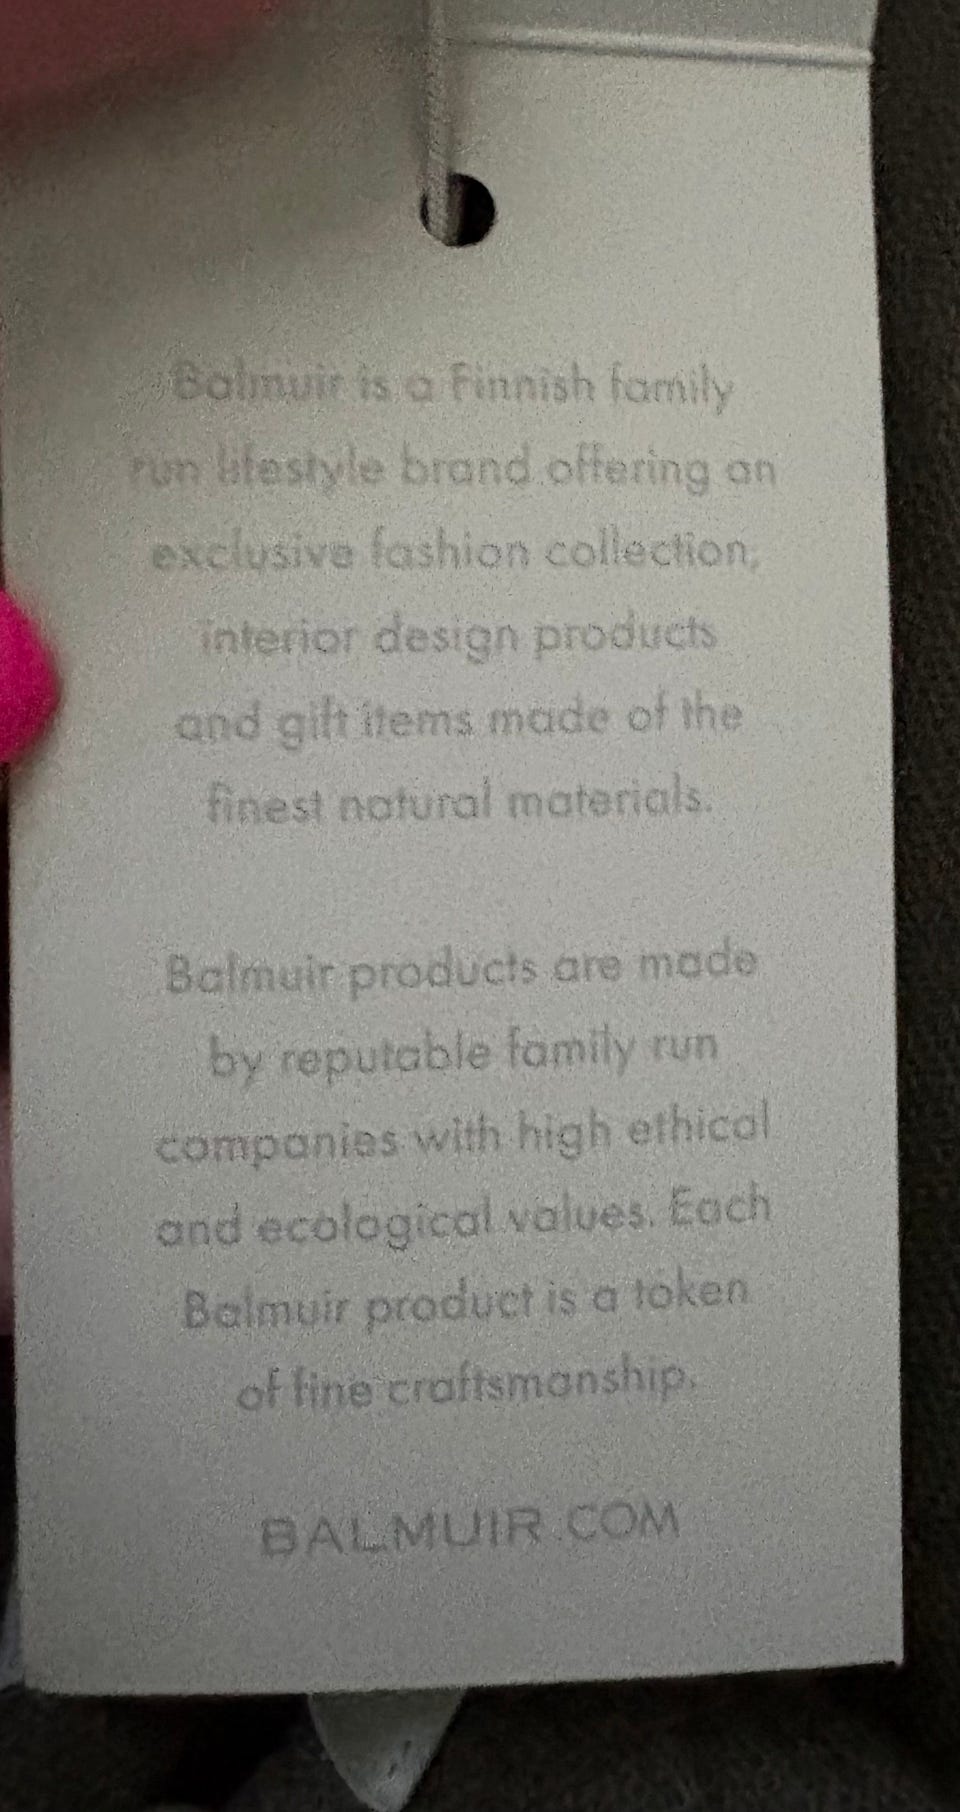 Balmuir is a Finnish family
run lifestyle brand offering an
exclusive fashion collection,
interior design products
and gift items made of the
finest natural materials.
Balmuir products are made
by reputable family run
companies with high ethical
and ecological values. Each
Balmuir product is a token
of fine craftsmanship.
BALMUIR.COM